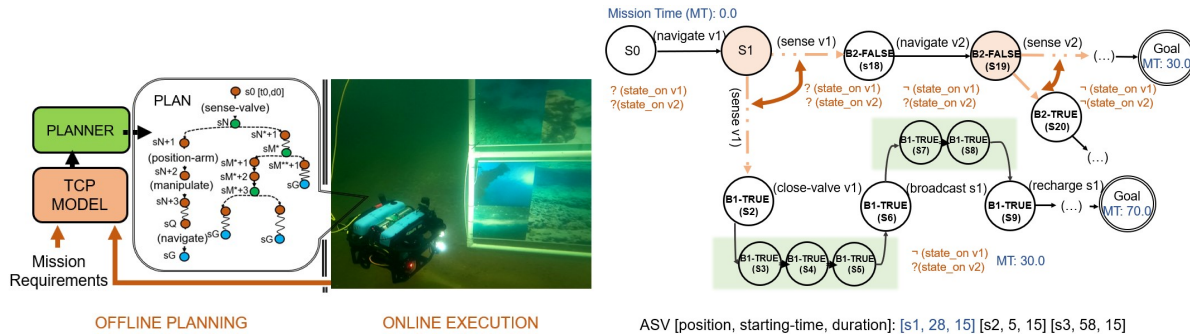 PLANNER
TCP
MODEL
Mission
Requirements
OFFLINE PLANNING
ONLINE EXECUTION
PLAN
s0 [t0,d0]
(sense-valve)
sN
sN+1
sN*+1
sM*
(position-arm)
sN+2
(manipulate)
sN+3
sQ
(navigate)
sG
sM*+1
sM**+1
sM*+2
sM*+3
sG
sG
sG
Mission Time (MT): 0.0
S0
(navigate v1)
S1
(sense v1)
B2-FALSE
(s18)
(navigate v2)
B2-FALSE
(S19)
(sense v2)
(...)
Goal
MT: 30.0
? (state_on v1)
?(state_on v2)
(sense v1)
? (state_on v1)
? (state_on v2)
¬ (state_on v1)
?(state_on v2)
¬ (state_on v1)
¬(state_on v2)
B2-TRUE
(S20)
(...)
B1-TRUE
(S7)
B1-TRUE
(S8)
B1-TRUE
(S2)
(close-valve v1)
B1-TRUE
(S6)
(broadcast s1)
B1-TRUE
(S9)
(recharge s1)
(...)
Goal
MT: 70.0
B1-TRUE
(S3)
B1-TRUE
(S4)
B1-TRUE
(S5)
¬ (state_on v1)
?(state_on v2)
MT: 30.0
ASV [position, starting-time, duration]: [s1, 28, 15] [s2, 5, 15] [s3, 58, 15]